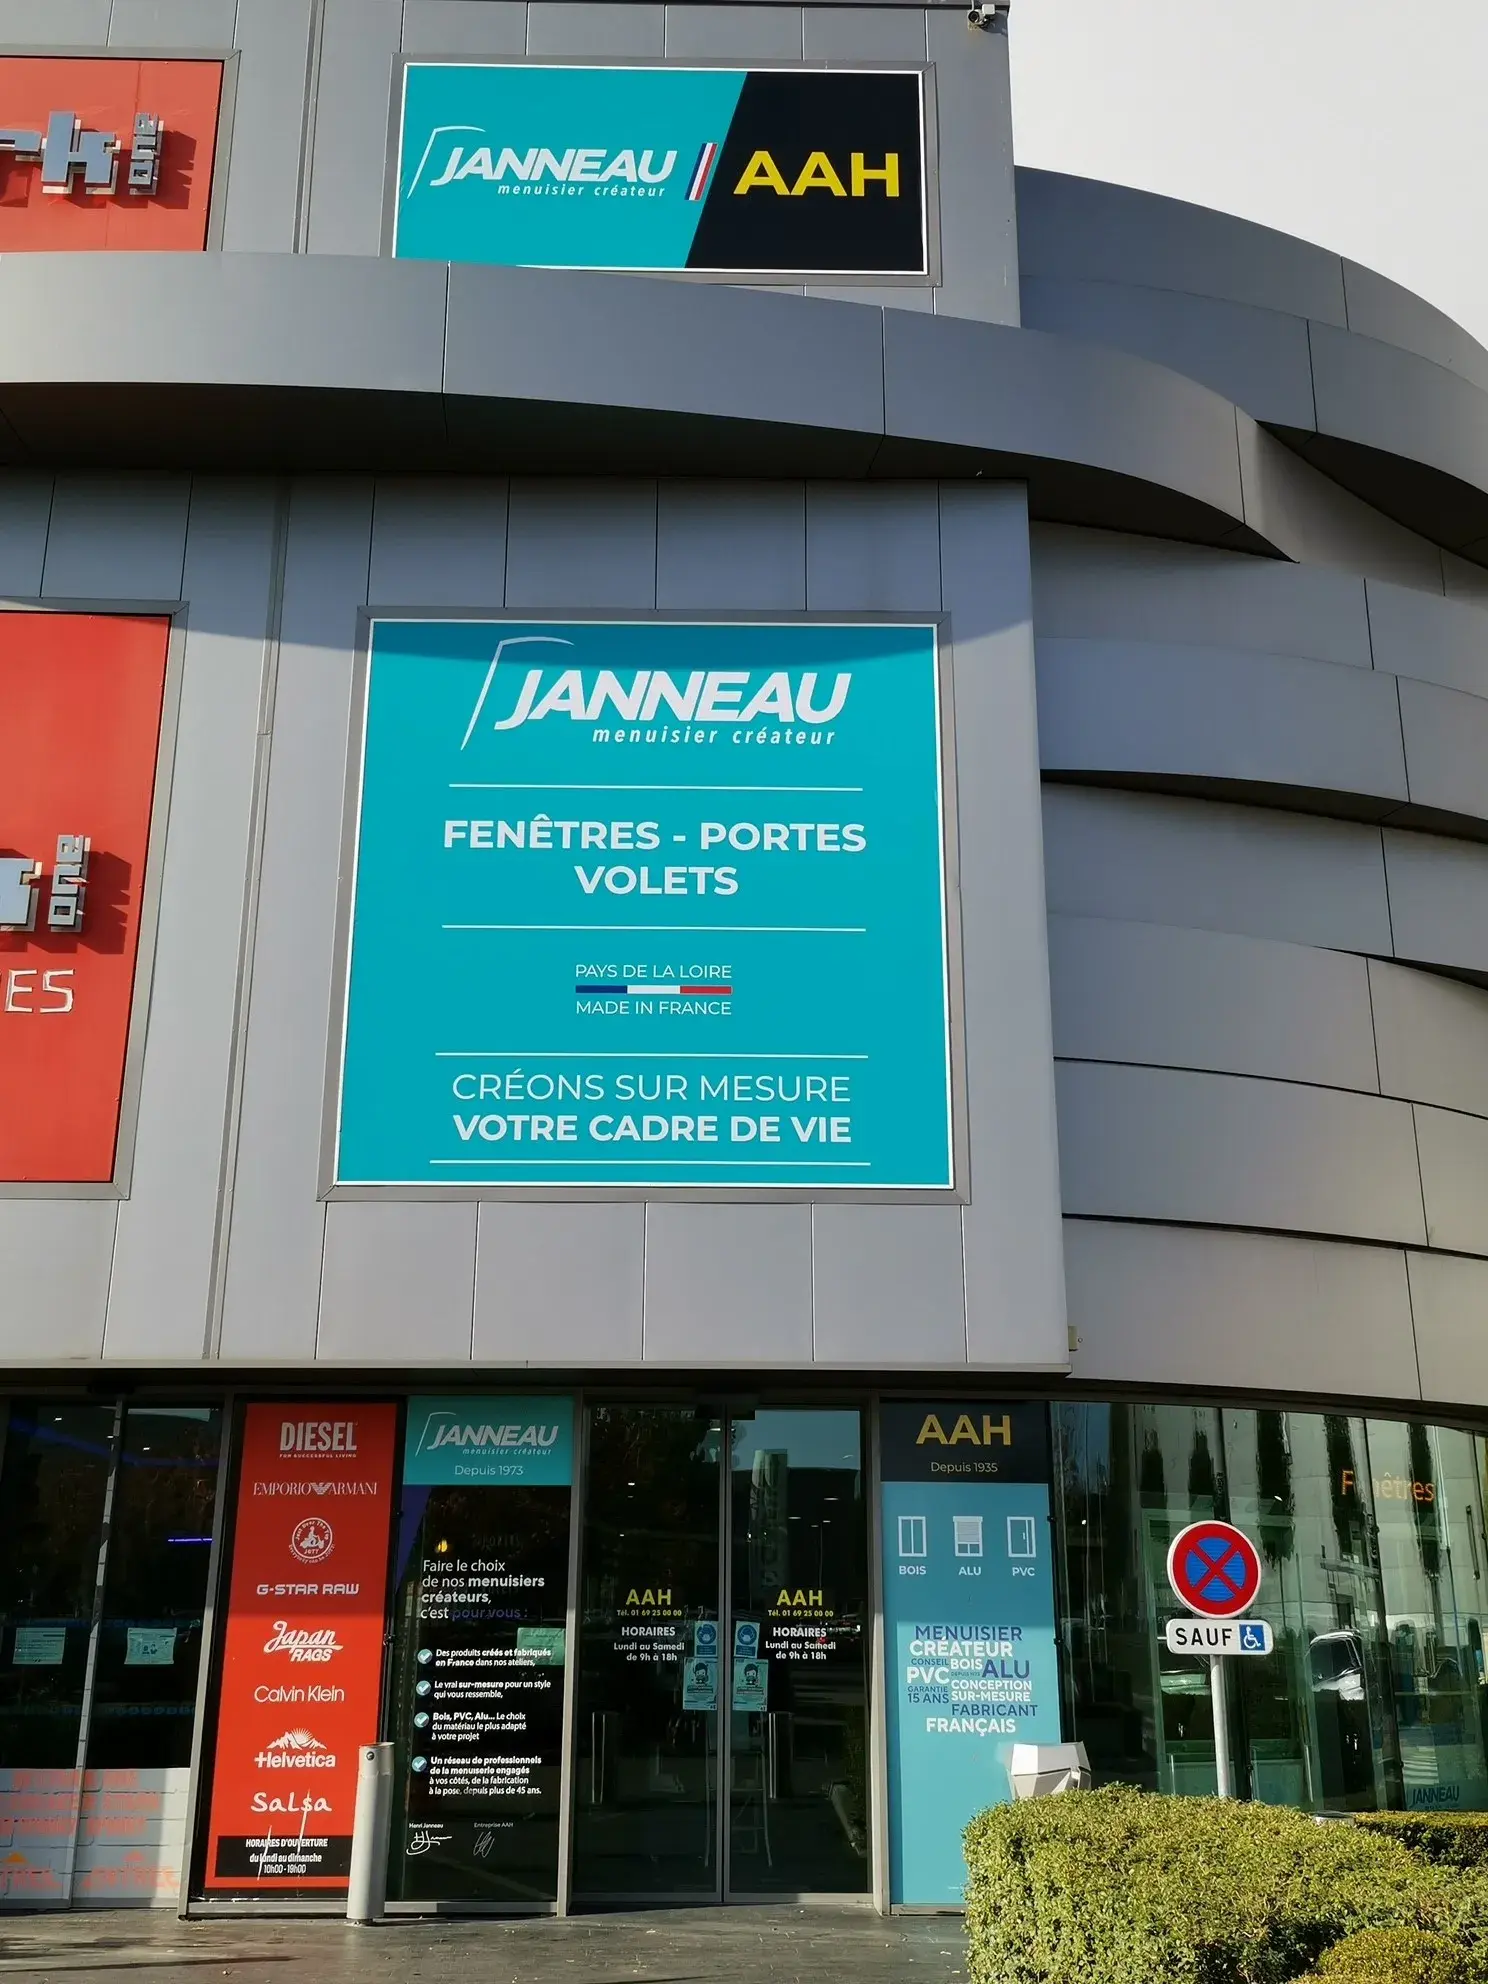 one
JANNEAU
menuisier créateur
AAH
JANNEAU
menuisier créateur
FENÊTRES - PORTES
VOLETS
PAYS DE LA LOIRE
MADE IN FRANCE
CRÉONS SUR MESURE
VOTRE CADRE DE VIE
one
ES
DIESEL
FOR SUCCESSFUL LIVING
EMPORIO ARMANI
G-STAR RAW
Japan
RAGS
Calvin Klein
Helvetica
Salsa
HORAIRES D'OUVERTURE
du lundi au dimanche
10h00 - 19h00
JANNEAU
menuisier créateur
Depuis 1973
Faire le choix
de nos menuisiers
créateurs,
c'est pour vous :
Des produits créés et fabriqués
en France dans nos ateliers,
Le vrai sur-mesure pour un style
qui vous ressemble,
Bois, PVC, Alu... Le choix
du matériau le plus adapté
à votre projet
Un réseau de professionnels
de la menuiserie engagés
à vos côtés, de la fabrication
à la pose, depuis plus de 45 ans.
Henri Janneau
Entreprise AAH
AAH
Tél. 01 69 25 00 00
HORAIRES
Lundi au Samedi
de 9h à 18h
AAH
Tél. 01 69 25 00 00
HORAIRES
Lundi au Samedi
de 9h à 18h
AAH
Depuis 1935
BOIS ALU PVC
MENUISIER
CRÉATEUR
CONSEIL BOIS ALU
PVC DEPUIS 1973
GARANTIE CONCEPTION
15 ANS SUR-MESURE
FABRICANT
FRANÇAIS
Fenêtres
SAUF
JANNEAU